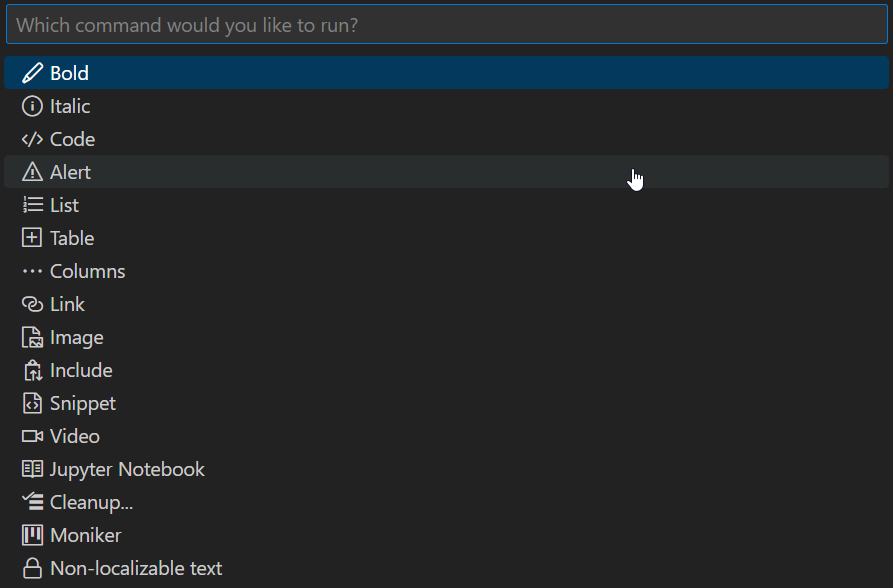 Which command would you like to run?
Bold
Italic
Code
Alert
List
Table
Columns
Link
Image
Include
Snippet
Video
Jupyter Notebook
Cleanup...
Moniker
Non-localizable text